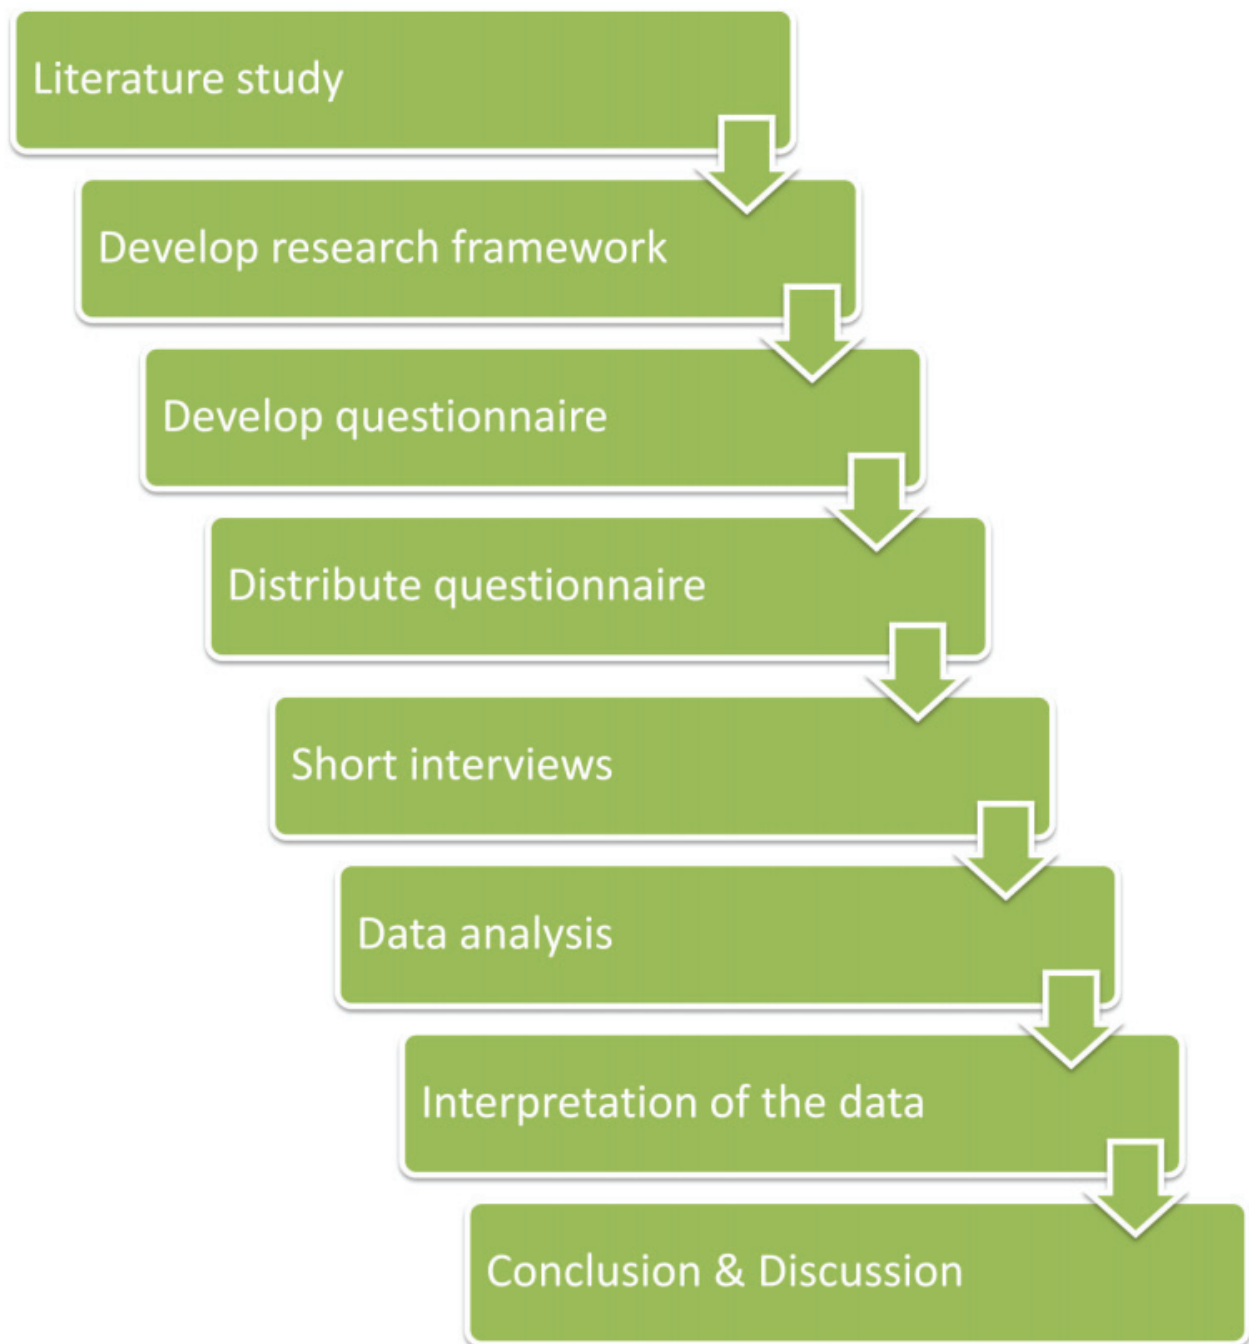 Literature study
Develop research framework
Develop questionnaire
Distribute questionnaire
Short interviews
Data analysis
Interpretation of the data
Conclusion & Discussion